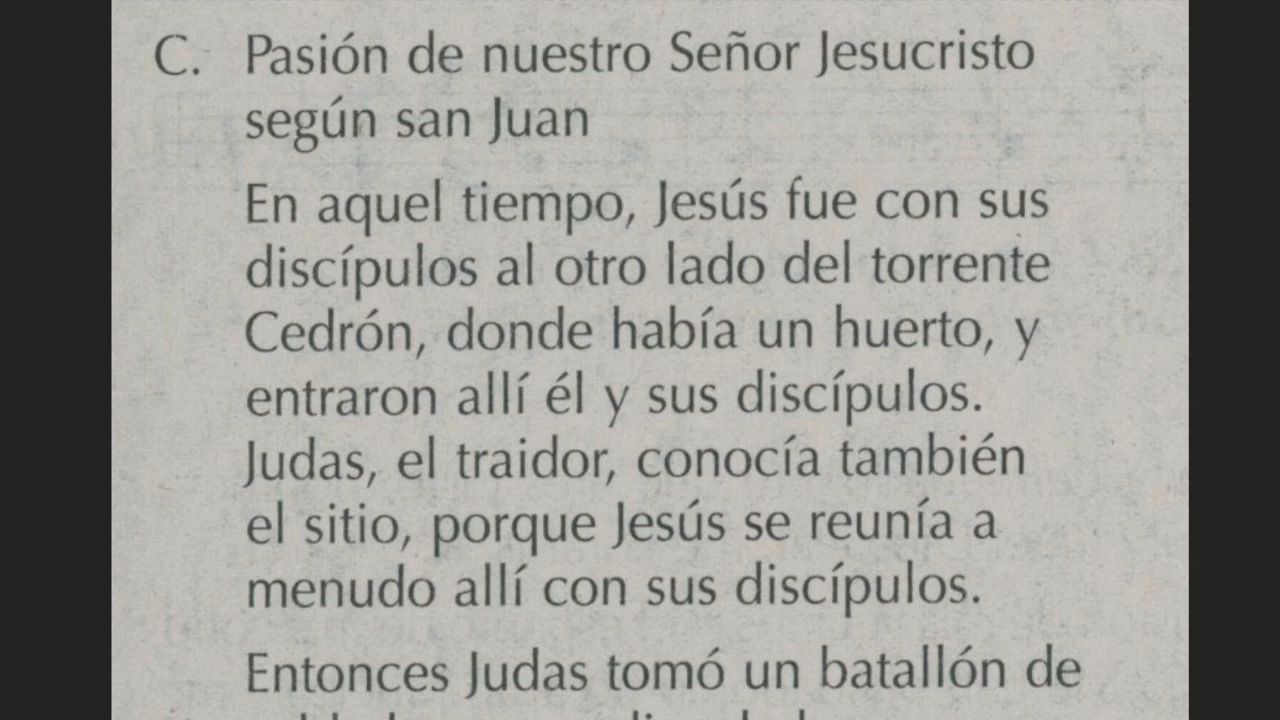 C. Pasión de nuestro Señor Jesucristo
según san Juan
En aquel tiempo, Jesús fue con sus
discípulos al otro lado del torrente
Cedrón, donde había un huerto, y
entraron allí él y sus discípulos.
Judas, el traidor, conocía también
el sitio, porque Jesús se reunía a
menudo allí con sus discípulos.
Entonces Judas tomó un batallón de